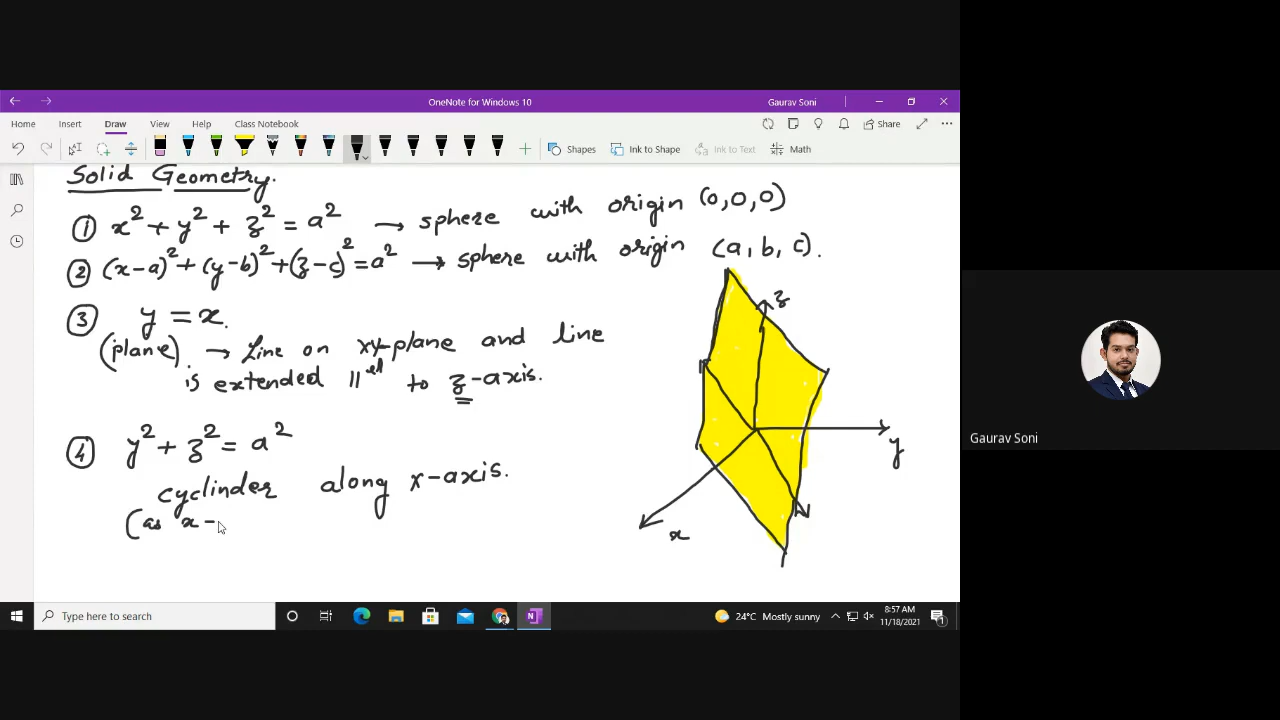 OneNote for Windows 10
Gaurav Soni
Home Insert Draw View Help Class Notebook
Share
Shapes Ink to Shape Ink to Text Math
Solid Geometry.
① x² + y² + z² = a² → sphere with origin (0,0,0)
② (x-a)² + (y-b)² + (z-c)² = a² → sphere with origin (a, b, c).
③ y = x.
(plane). → Line on xy-plane and line
is extended ||el to z-axis.
④ y² + z² = a²
cyclinder along x-axis.
(as x -
z
y
x
Gaurav Soni
Type here to search
24°C Mostly sunny
8:57 AM
11/18/2021
1